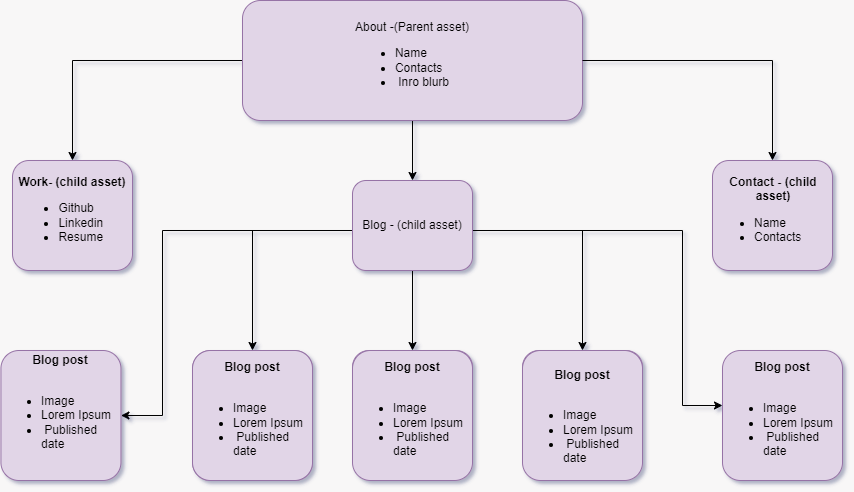 About -(Parent asset)
• Name
• Contacts
• Inro blurb
Work- (child asset)
• Github
• Linkedin
• Resume
Blog - (child asset)
Contact - (child
asset)
• Name
• Contacts
Blog post
• Image
• Lorem Ipsum
• Published
date
Blog post
• Image
• Lorem Ipsum
• Published
date
Blog post
• Image
• Lorem Ipsum
• Published
date
Blog post
• Image
• Lorem Ipsum
• Published
date
Blog post
• Image
• Lorem Ipsum
• Published
date